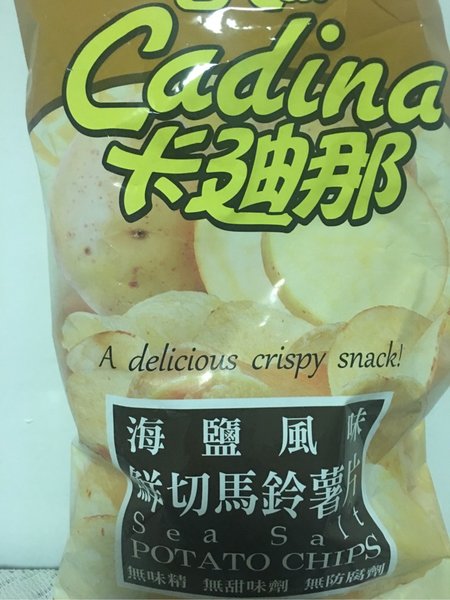 Cadina
卡迪那
A delicious crispy snack!
海鹽風味
鮮切馬鈴薯片
Sea Salt
POTATO CHIPS
無味精 無甜味劑 無防腐劑